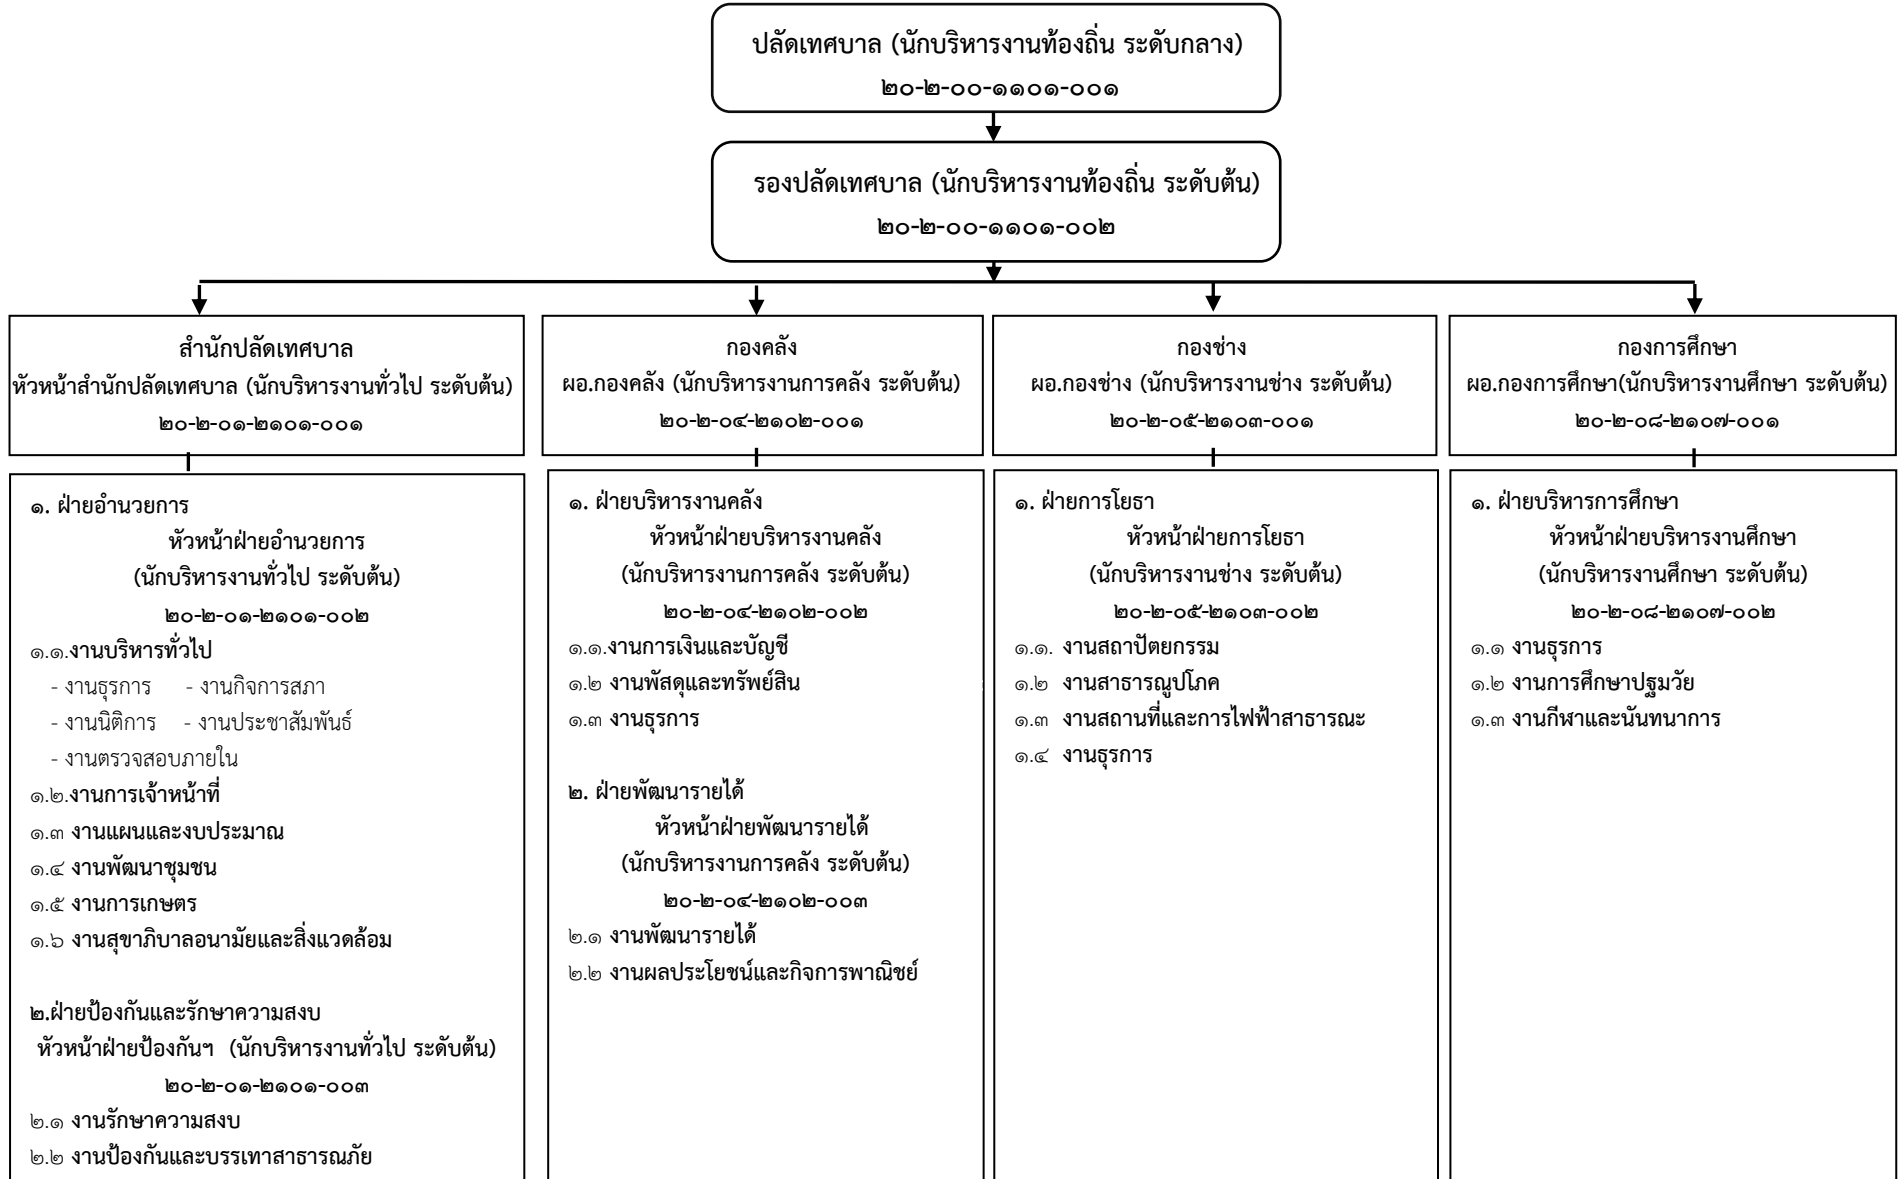 ปลัดเทศบาล (นักบริหารงานท้องถิ่น ระดับกลาง)
๒๐-๒-๐๐-๑๑๐๑-๐๐๑
รองปลัดเทศบาล (นักบริหารงานท้องถิ่น ระดับต้น)
๒๐-๒-๐๐-๑๑๐๑-๐๐๒
สำนักปลัดเทศบาล
หัวหน้าสำนักปลัดเทศบาล (นักบริหารงานทั่วไป ระดับต้น)
๒๐-๒-๐๑-๒๑๐๑-๐๐๑
กองคลัง
ผอ.กองคลัง (นักบริหารงานการคลัง ระดับต้น)
๒๐-๒-๐๔-๒๑๐๒-๐๐๑
กองช่าง
ผอ.กองช่าง (นักบริหารงานช่าง ระดับต้น)
๒๐-๒-๐๕-๒๑๐๓-๐๐๑
กองการศึกษา
ผอ.กองการศึกษา(นักบริหารงานศึกษา ระดับต้น)
๒๐-๒-๐๘-๒๑๐๗-๐๐๑
๑. ฝ่ายอำนวยการ
หัวหน้าฝ่ายอำนวยการ
(นักบริหารงานทั่วไป ระดับต้น)
๒๐-๒-๐๑-๒๑๐๑-๐๐๒
๑.๑.งานบริหารทั่วไป
- งานธุรการ - งานกิจการสภา
- งานนิติการ - งานประชาสัมพันธ์
- งานตรวจสอบภายใน
๑.๒.งานการเจ้าหน้าที่
๑.๓ งานแผนและงบประมาณ
๑.๔ งานพัฒนาชุมชน
๑.๕ งานการเกษตร
๑.๖ งานสุขาภิบาลอนามัยและสิ่งแวดล้อม
๒.ฝ่ายป้องกันและรักษาความสงบ
หัวหน้าฝ่ายป้องกันฯ (นักบริหารงานทั่วไป ระดับต้น)
๒๐-๒-๐๑-๒๑๐๑-๐๐๓
๒.๑ งานรักษาความสงบ
๒.๒ งานป้องกันและบรรเทาสาธารณภัย
๑. ฝ่ายบริหารงานคลัง
หัวหน้าฝ่ายบริหารงานคลัง
(นักบริหารงานการคลัง ระดับต้น)
๒๐-๒-๐๔-๒๑๐๒-๐๐๒
๑.๑.งานการเงินและบัญชี
๑.๒ งานพัสดุและทรัพย์สิน
๑.๓ งานธุรการ
๒. ฝ่ายพัฒนารายได้
หัวหน้าฝ่ายพัฒนารายได้
(นักบริหารงานการคลัง ระดับต้น)
๒๐-๒-๐๔-๒๑๐๒-๐๐๓
๒.๑ งานพัฒนารายได้
๒.๒ งานผลประโยชน์และกิจการพาณิชย์
๑. ฝ่ายการโยธา
หัวหน้าฝ่ายการโยธา
(นักบริหารงานช่าง ระดับต้น)
๒๐-๒-๐๕-๒๑๐๓-๐๐๒
๑.๑. งานสถาปัตยกรรม
๑.๒ งานสาธารณูปโภค
๑.๓ งานสถานที่และการไฟฟ้าสาธารณะ
๑.๔ งานธุรการ
๑. ฝ่ายบริหารการศึกษา
หัวหน้าฝ่ายบริหารงานศึกษา
(นักบริหารงานศึกษา ระดับต้น)
๒๐-๒-๐๘-๒๑๐๗-๐๐๒
๑.๑ งานธุรการ
๑.๒ งานการศึกษาปฐมวัย
๑.๓ งานกีฬาและนันทนาการ